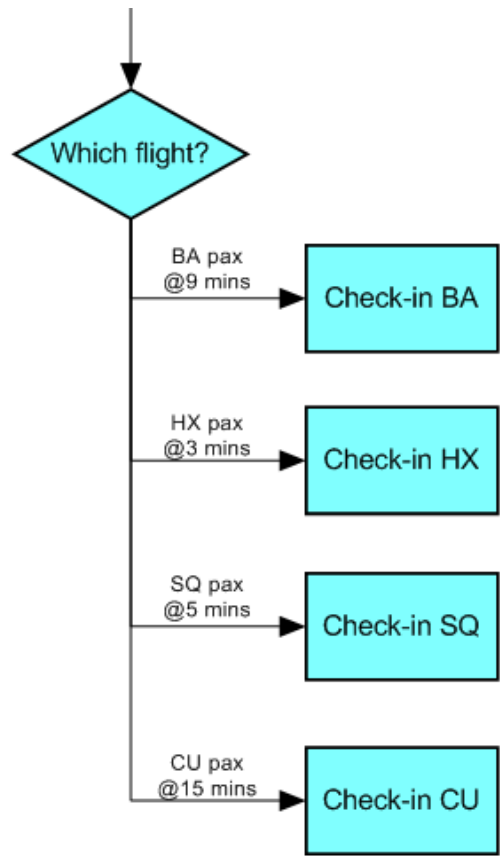 Which flight?
BA pax
@9 mins
Check-in BA
HX pax
@3 mins
Check-in HX
SQ pax
@5 mins
Check-in SQ
CU pax
@15 mins
Check-in CU